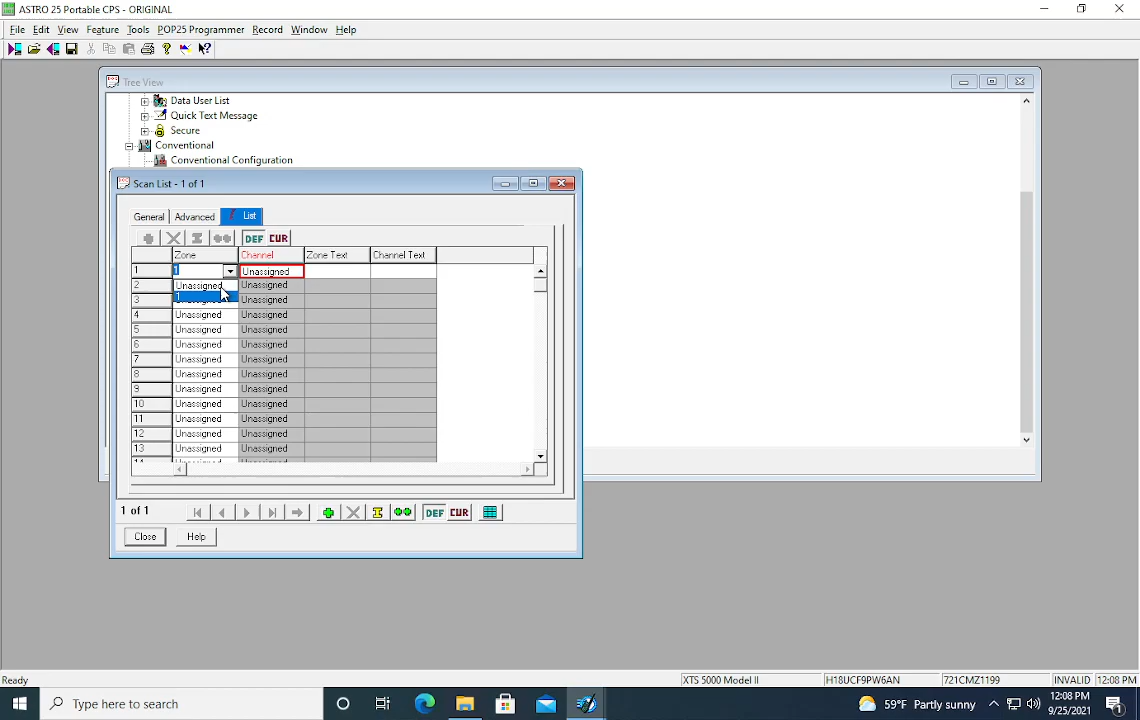 ASTRO 25 Portable CPS - ORIGINAL
File Edit View Feature Tools POP25 Programmer Record Window Help
Tree View
Data User List
Quick Text Message
Secure
Conventional
Conventional Configuration
Scan List - 1 of 1
General Advanced List
DEF CUR
Zone Channel Zone Text Channel Text
1 1 Unassigned
2 Unassigned Unassigned
3 1 Unassigned
4 Unassigned Unassigned
5 Unassigned Unassigned
6 Unassigned Unassigned
7 Unassigned Unassigned
8 Unassigned Unassigned
9 Unassigned Unassigned
10 Unassigned Unassigned
11 Unassigned Unassigned
12 Unassigned Unassigned
13 Unassigned Unassigned
1 of 1 DEF CUR
Close Help
Ready XTS 5000 Model II H18UCF9PW6AN 721CMZ1199 INVALID 12:08 PM
Type here to search 59°F Partly sunny 12:08 PM
9/25/2021 1